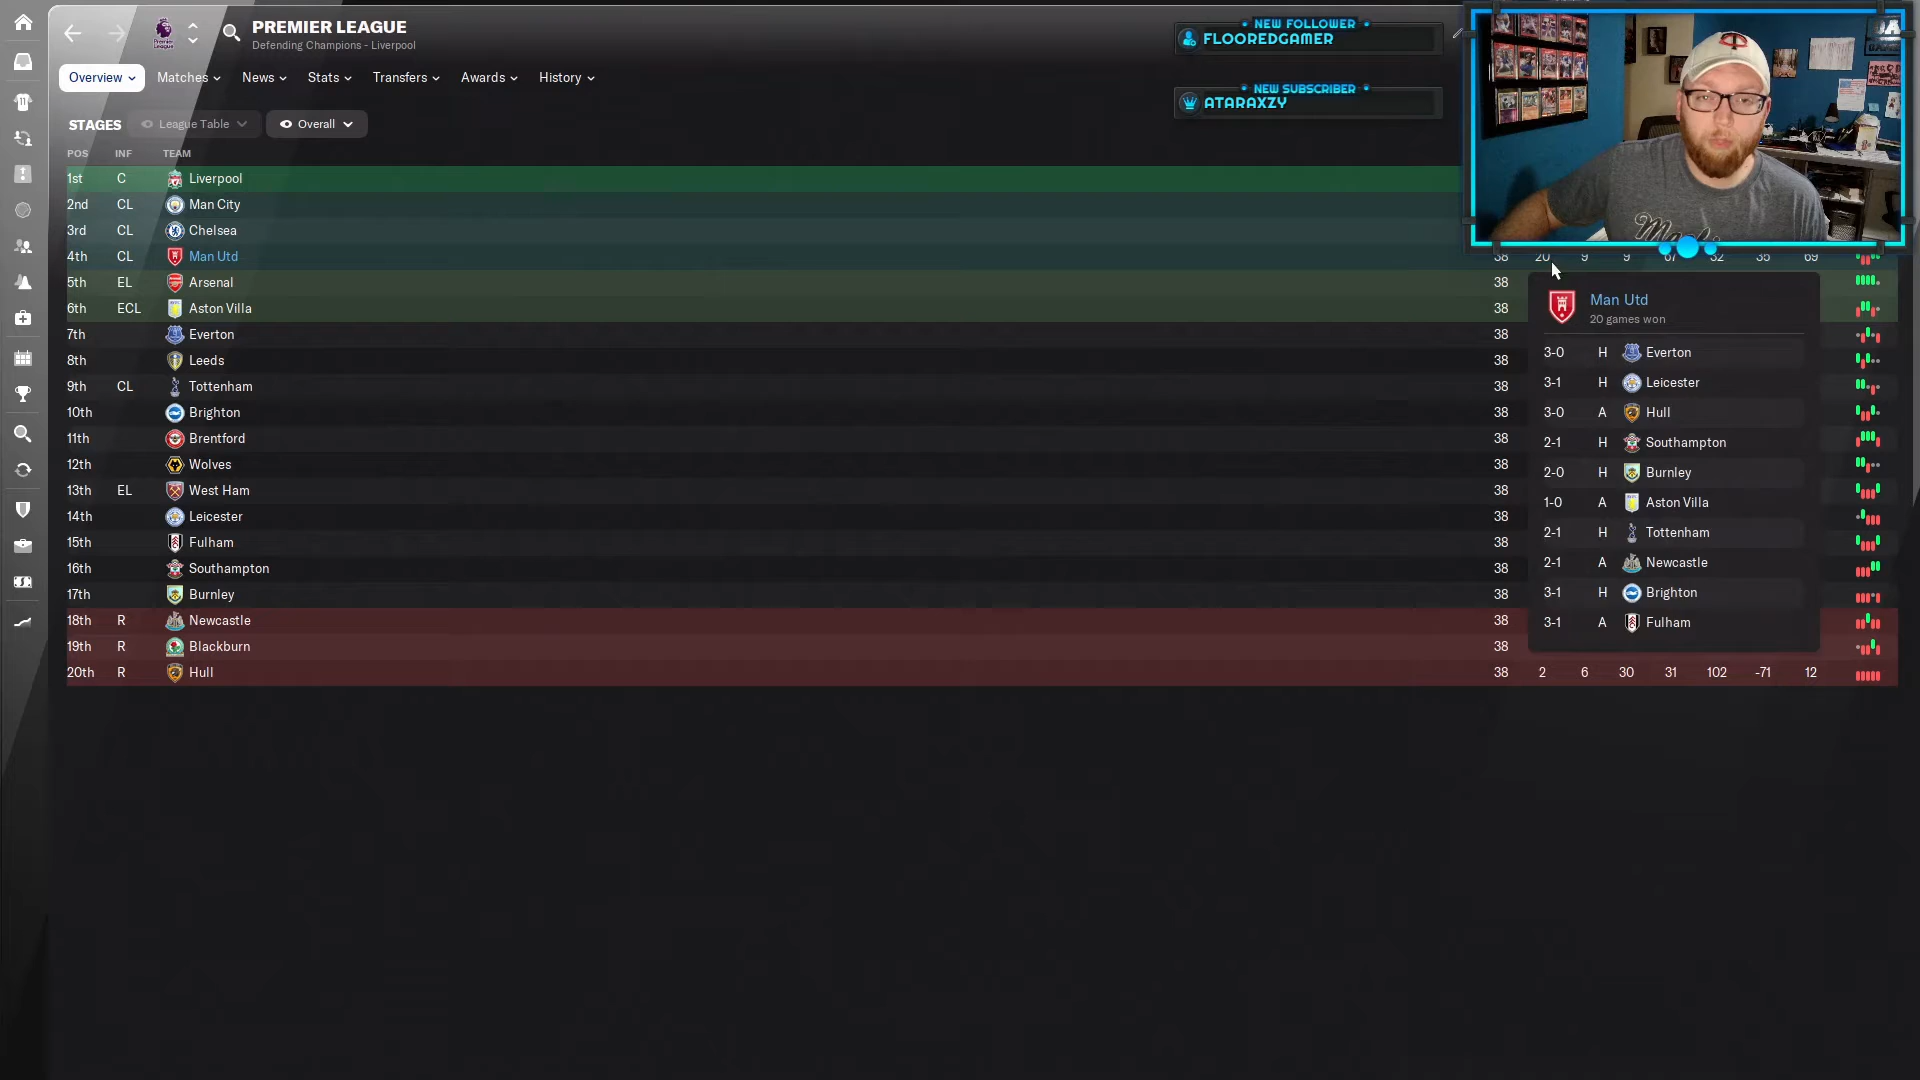 PREMIER LEAGUE
Defending Champions - Liverpool
NEW FOLLOWER
FLOOREDGAMER
NEW SUBSCRIBER
ATARAXZY
Overview Matches News Stats Transfers Awards History
STAGES League Table Overall
POS INF TEAM
1st C Liverpool
2nd CL Man City
3rd CL Chelsea
4th CL Man Utd 38 20 9 9 67 32 35 69
5th EL Arsenal 38
6th ECL Aston Villa 38
7th Everton 38
8th Leeds 38
9th CL Tottenham 38
10th Brighton 38
11th Brentford 38
12th Wolves 38
13th EL West Ham 38
14th Leicester 38
15th Fulham 38
16th Southampton 38
17th Burnley 38
18th R Newcastle 38
19th R Blackburn 38
20th R Hull 38 2 6 30 31 102 -71 12
Man Utd
20 games won
3-0 H Everton
3-1 H Leicester
3-0 A Hull
2-1 H Southampton
2-0 H Burnley
1-0 A Aston Villa
2-1 H Tottenham
2-1 A Newcastle
3-1 H Brighton
3-1 A Fulham